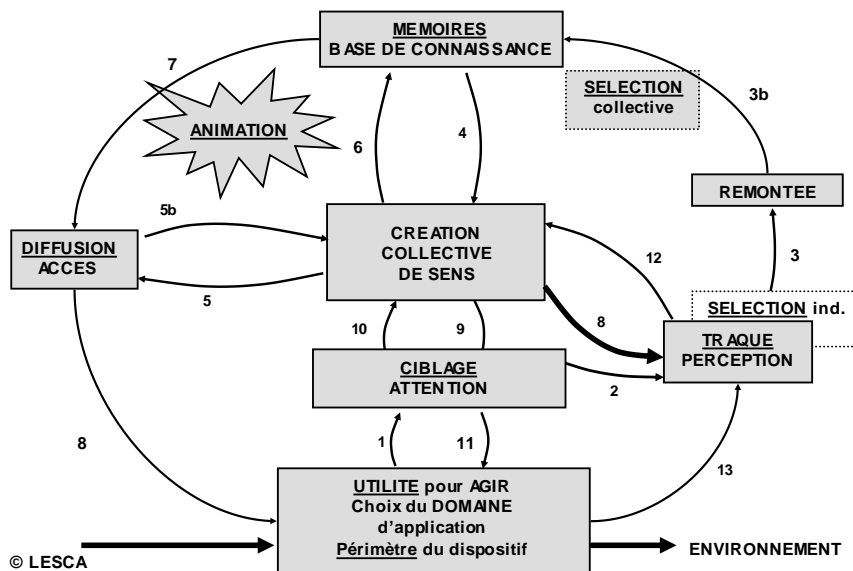 MEMOIRES
BASE DE CONNAISSANCE
7
SELECTION
collective
3b
ANIMATION
6
4
REMONTEE
5b
DIFFUSION
ACCES
CREATION
COLLECTIVE
DE SENS
12
3
5
SELECTION ind.
10
9
8
TRAQUE
PERCEPTION
CIBLAGE
ATTENTION
2
8
1
11
13
UTILITE pour AGIR
Choix du DOMAINE
d'application
Périmètre du dispositif
© LESCA
ENVIRONNEMENT